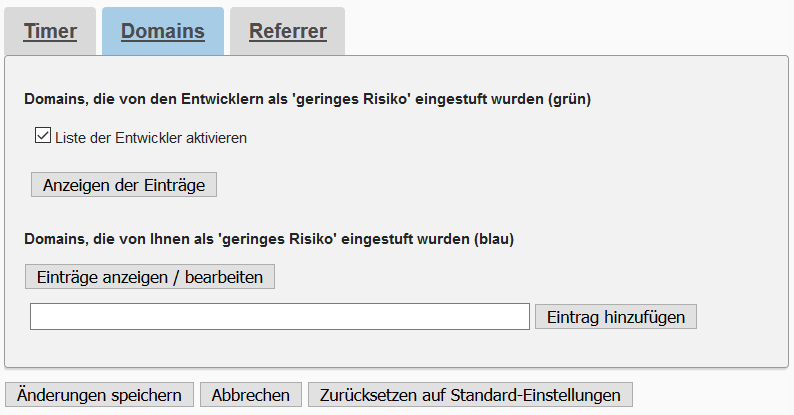 Timer Domains Referrer
Domains, die von den Entwicklern als 'geringes Risiko' eingestuft wurden (grün)
Liste der Entwickler aktivieren
Anzeigen der Einträge
Domains, die von Ihnen als 'geringes Risiko' eingestuft wurden (blau)
Einträge anzeigen / bearbeiten
Eintrag hinzufügen
Änderungen speichern Abbrechen Zurücksetzen auf Standard-Einstellungen